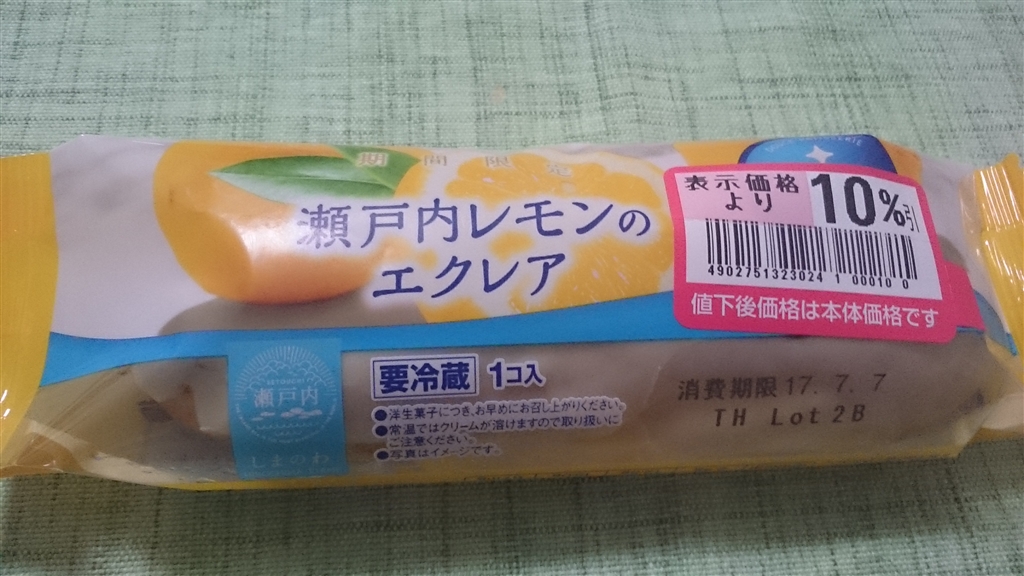 期間限定
瀬戸内レモンの
エクレア
表示価格
より
10%引
4902751323024 1 00010 0
値下後価格は本体価格です
瀬戸内
しまのわ
要冷蔵 1コ入
●洋生菓子につき、お早めにお召し上がりください。
●常温ではクリームが溶けますので取り扱いに
ご注意ください。
●写真はイメージです。
消費期限17.7.7
TH Lot2B